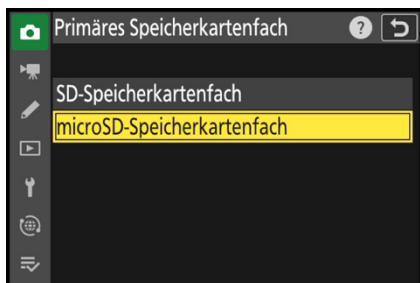 Primäres Speicherkartenfach ?
SD-Speicherkartenfach
microSD-Speicherkartenfach